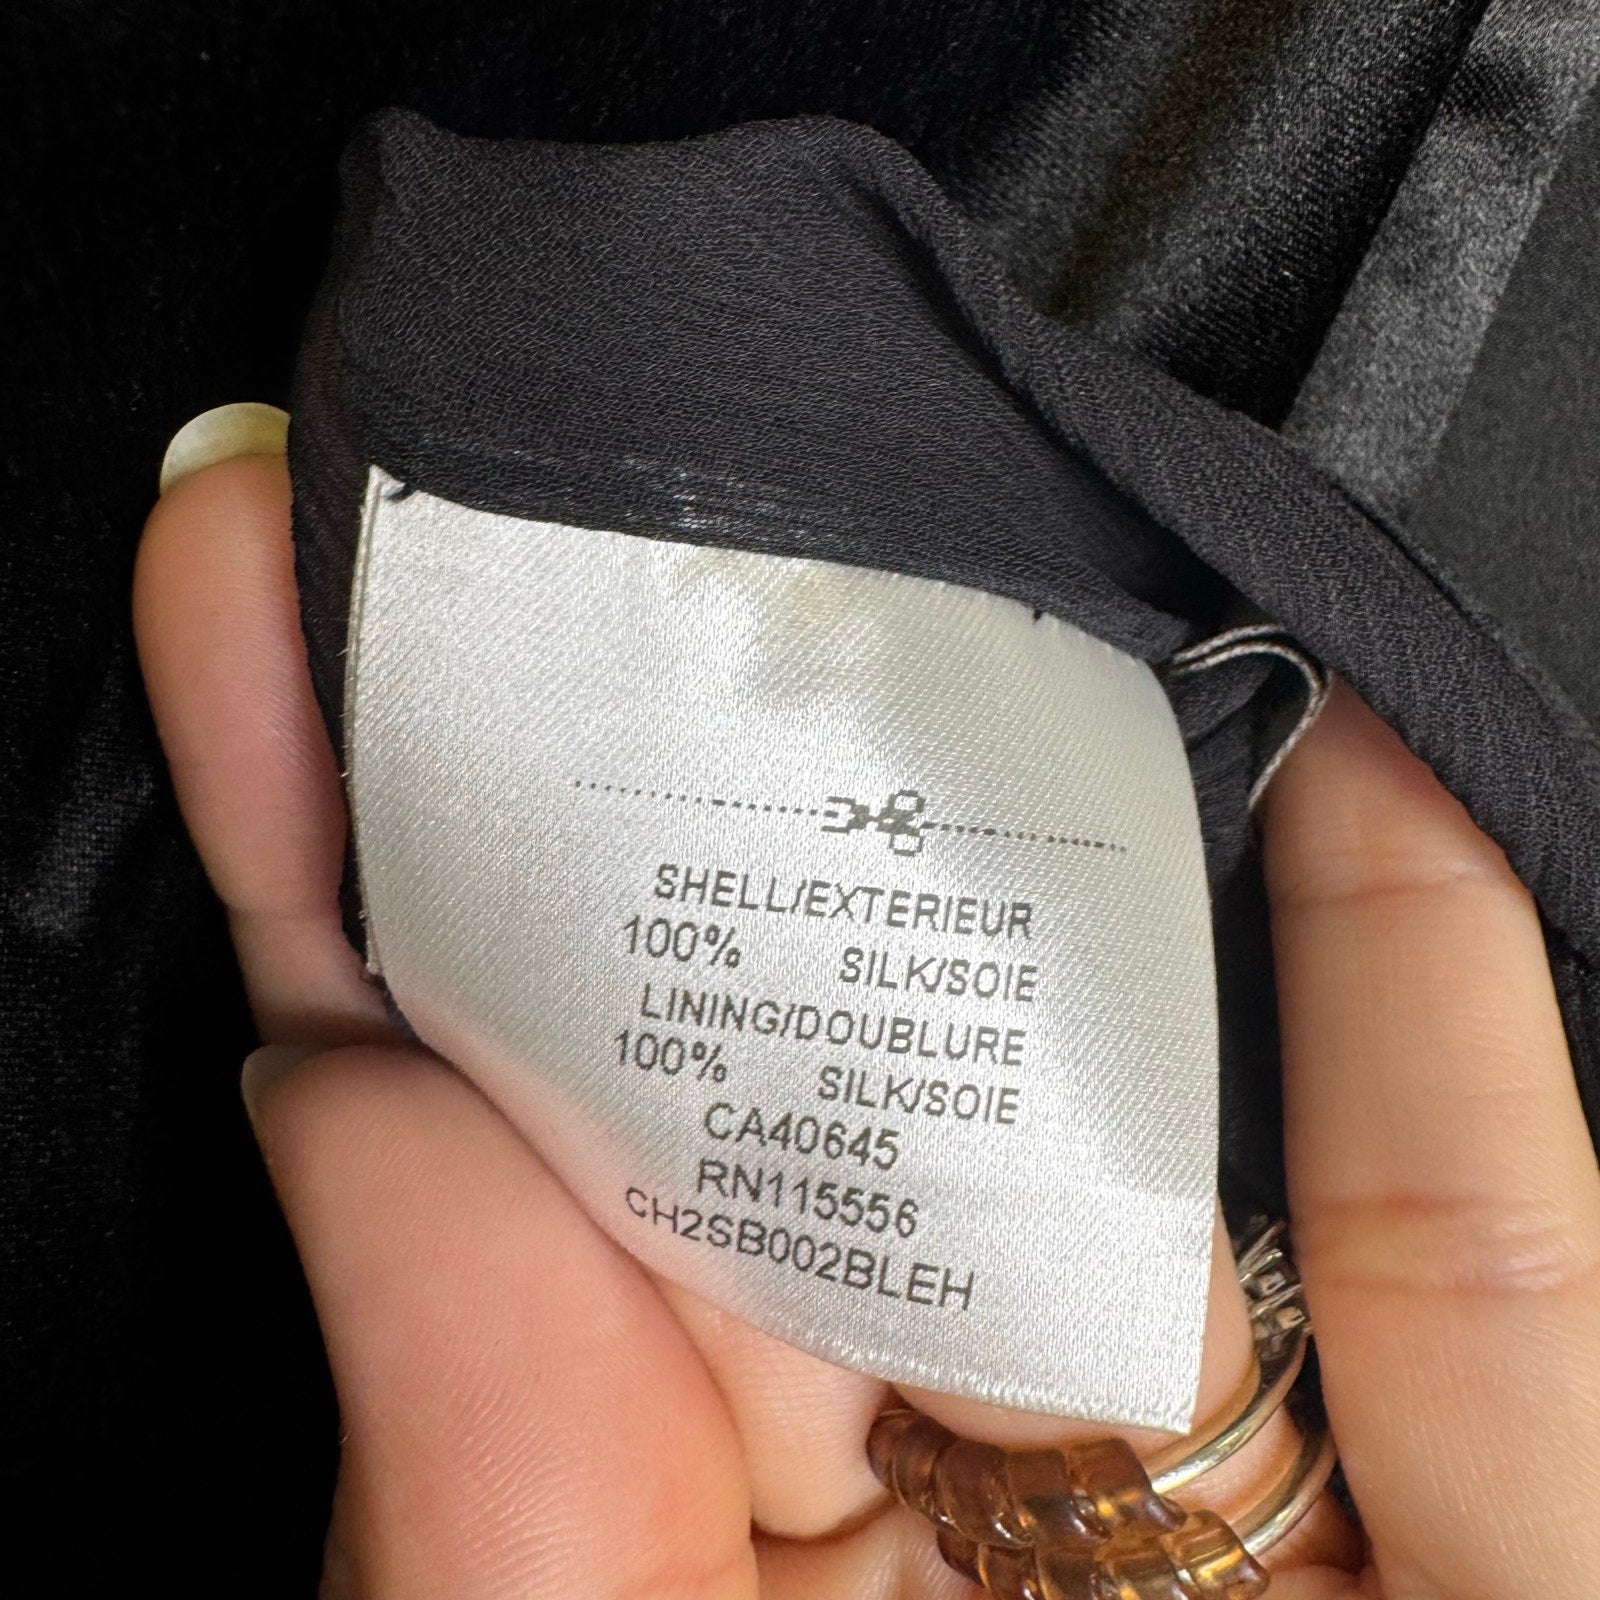 SHELL/EXTERIEUR
100% SILK/SOIE
LINING/DOUBLURE
100% SILK/SOIE
CA40645
RN115556
CH2SB002BLEH